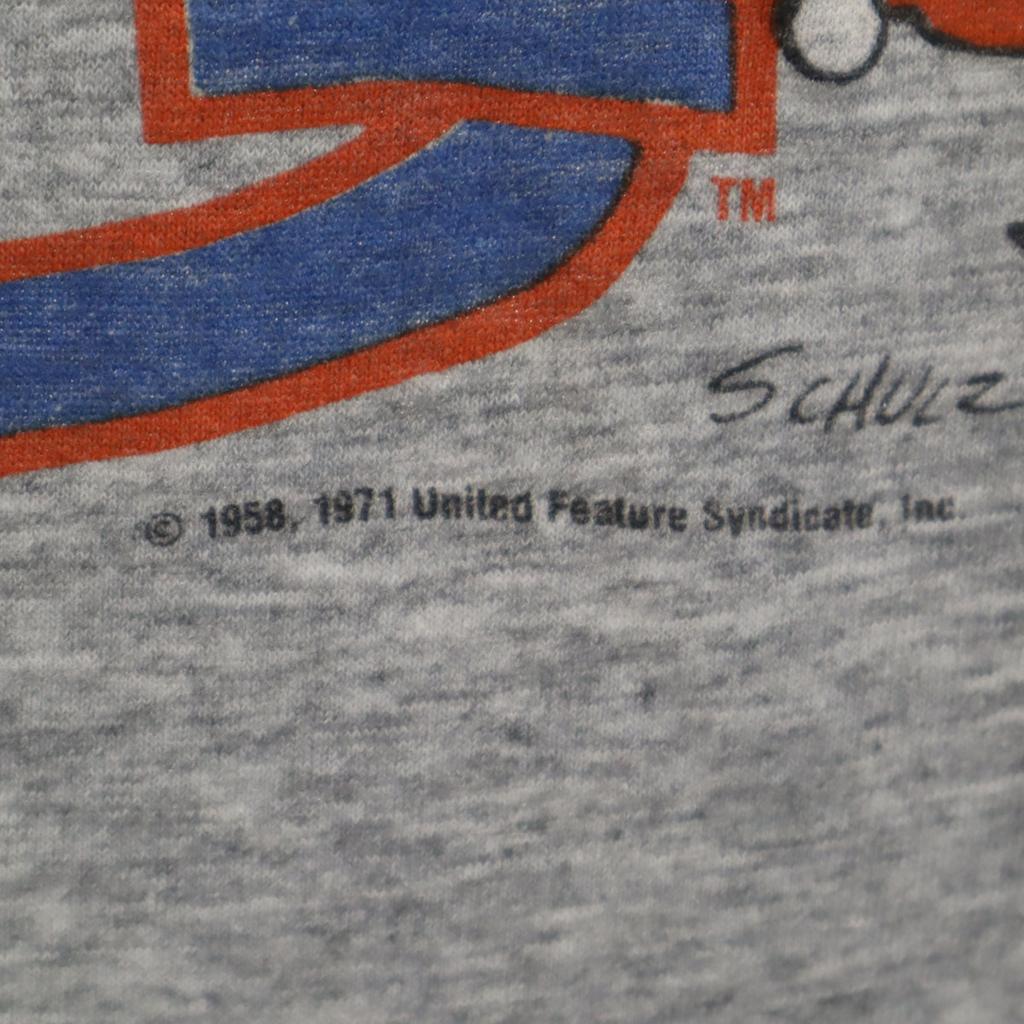 TM
SCHULZ
© 1958, 1971 United Feature Syndicate, Inc.